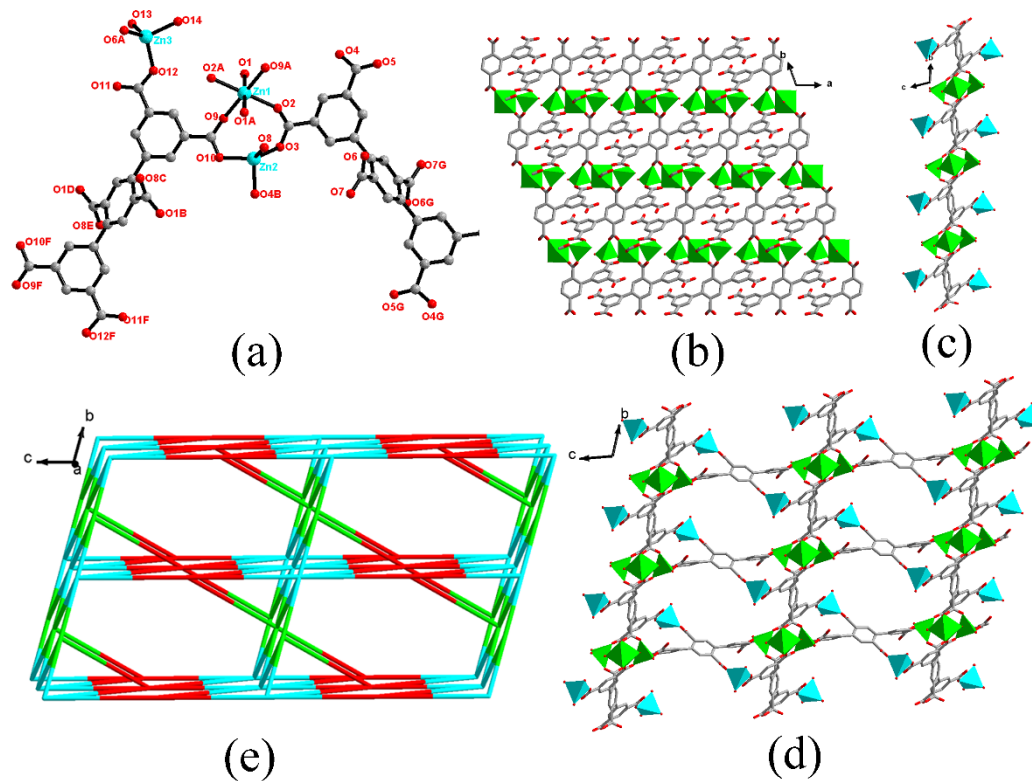 O13
O14
O6A
Zn3
O12
O11
O1
O9A
O2A
O4
O5
Zn1
O2
O9
O1A
O8
O3
O10
Zn2
O6
O7G
O8C
O4B
O7
O6G
O1D
O1B
O8E
O10F
O9F
O11F
O12F
O5G
O4G
(a)
b
a
(b)
b
c
(c)
b
c
a
(e)
b
c
(d)